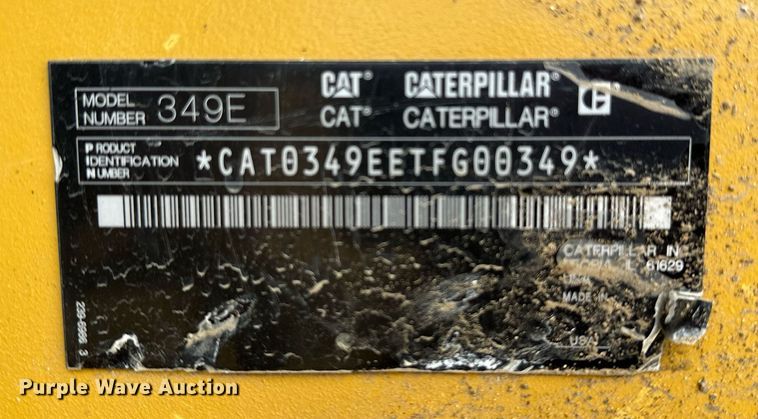 CAT® CATERPILLAR®
CAT® CATERPILLAR®
MODEL NUMBER 349E
PRODUCT IDENTIFICATION NUMBER *CAT0349EETFG00349*
CATERPILLAR IN
IL 61629
MADE IN
USA
Purple Wave Auction